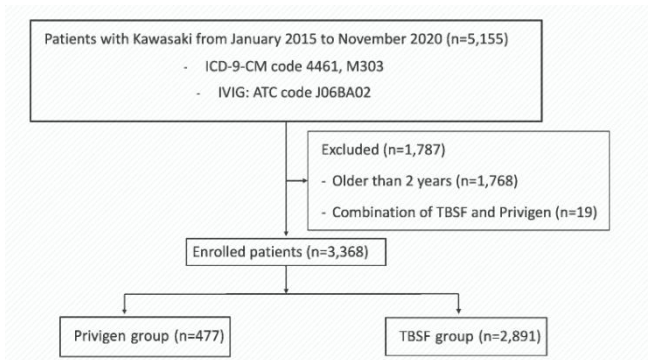 Patients with Kawasaki from January 2015 to November 2020 (n=5,155)
- ICD-9-CM code 4461, M303
- IVIG: ATC code J06BA02
Excluded (n=1,787)
- Older than 2 years (n=1,768)
- Combination of TBSF and Privigen (n=19)
Enrolled patients (n=3,368)
Privigen group (n=477)
TBSF group (n=2,891)